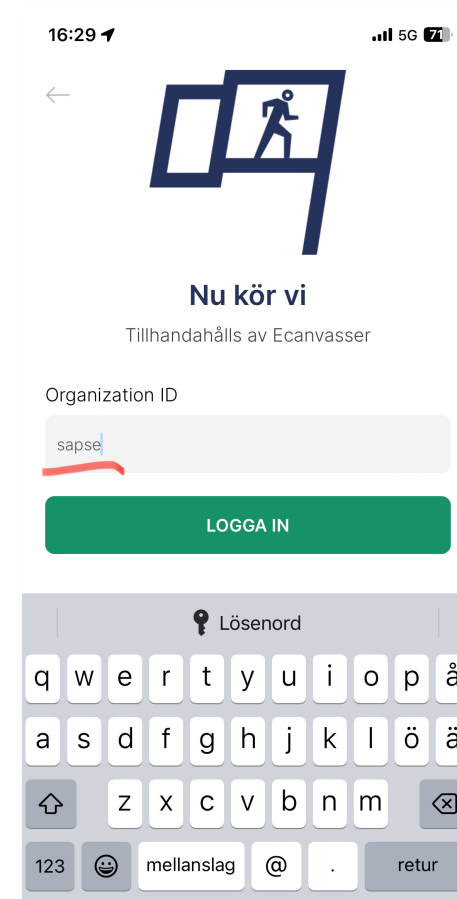 16:29
5G 71
Nu kör vi
Tillhandahålls av Ecanvasser
Organization ID
sapse
LOGGA IN
Lösenord
q w e r t y u i o p å
a s d f g h j k l ö ä
z x c v b n m
123 mellanslag @ . retur